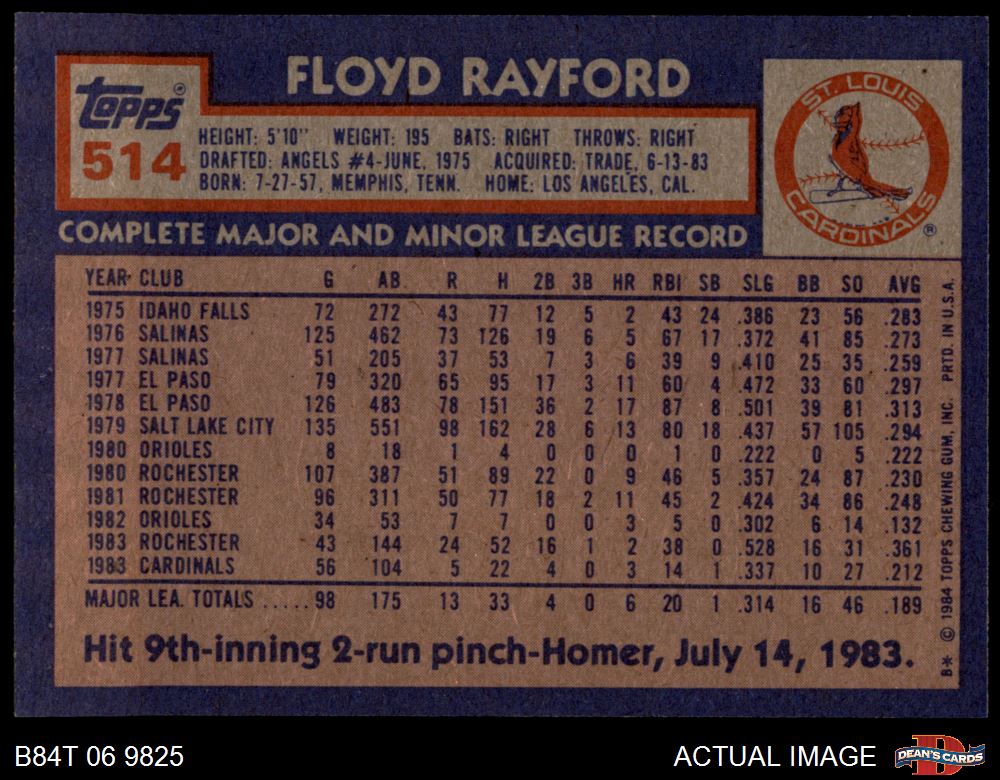 FLOYD RAYFORD
Topps®
514
HEIGHT: 5'10" WEIGHT: 195 BATS: RIGHT THROWS: RIGHT
DRAFTED: ANGELS #4-JUNE, 1975 ACQUIRED: TRADE, 6-13-83
BORN: 7-27-57, MEMPHIS, TENN. HOME: LOS ANGELES, CAL.
ST. LOUIS
CARDINALS ®
COMPLETE MAJOR AND MINOR LEAGUE RECORD
YEAR CLUB G AB R H 2B 3B HR RBI SB SLG BB SO AVG
1975 IDAHO FALLS 72 272 43 77 12 5 2 43 24 .386 23 56 .283
1976 SALINAS 125 462 73 126 19 6 5 67 17 .372 41 85 .273
1977 SALINAS 51 205 37 53 7 3 6 39 9 .410 25 35 .259
1977 EL PASO 79 320 65 95 17 3 11 60 4 .472 33 60 .297
1978 EL PASO 126 483 78 151 36 2 17 87 8 .501 39 81 .313
1979 SALT LAKE CITY 135 551 98 162 28 6 13 80 18 .437 57 105 .294
1980 ORIOLES 8 18 1 4 0 0 0 1 0 .222 0 5 .222
1980 ROCHESTER 107 387 51 89 22 0 9 46 5 .357 24 87 .230
1981 ROCHESTER 96 311 50 77 18 2 11 45 2 .424 34 86 .248
1982 ORIOLES 34 53 7 7 0 0 3 5 0 .302 6 14 .132
1983 ROCHESTER 43 144 24 52 16 1 2 38 0 .528 16 31 .361
1983 CARDINALS 56 104 5 22 4 0 3 14 1 .337 10 27 .212
MAJOR LEA. TOTALS ..... 98 175 13 33 4 0 6 20 1 .314 16 46 .189
Hit 9th-inning 2-run pinch-Homer, July 14, 1983.
B* © 1984 TOPPS CHEWING GUM, INC. PRTD. IN U.S.A.
B84T 06 9825
ACTUAL IMAGE
DEAN'S CARDS